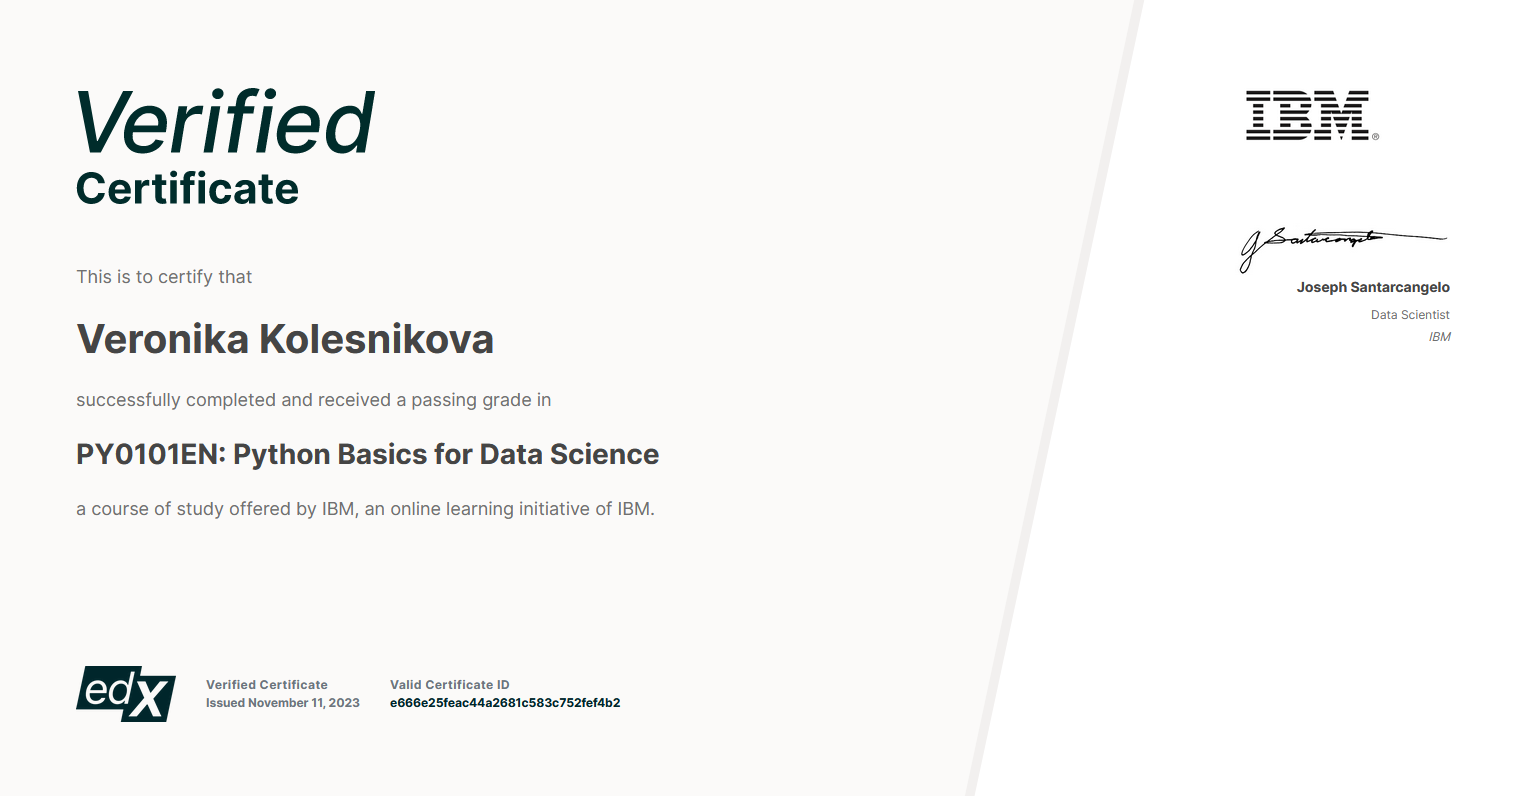 Verified
Certificate
This is to certify that
Veronika Kolesnikova
successfully completed and received a passing grade in
PY0101EN: Python Basics for Data Science
a course of study offered by IBM, an online learning initiative of IBM.
edX
Verified Certificate
Issued November 11, 2023
Valid Certificate ID
e666e25feac44a2681c583c752fef4b2
IBM®
J Santarcangelo
Joseph Santarcangelo
Data Scientist
IBM